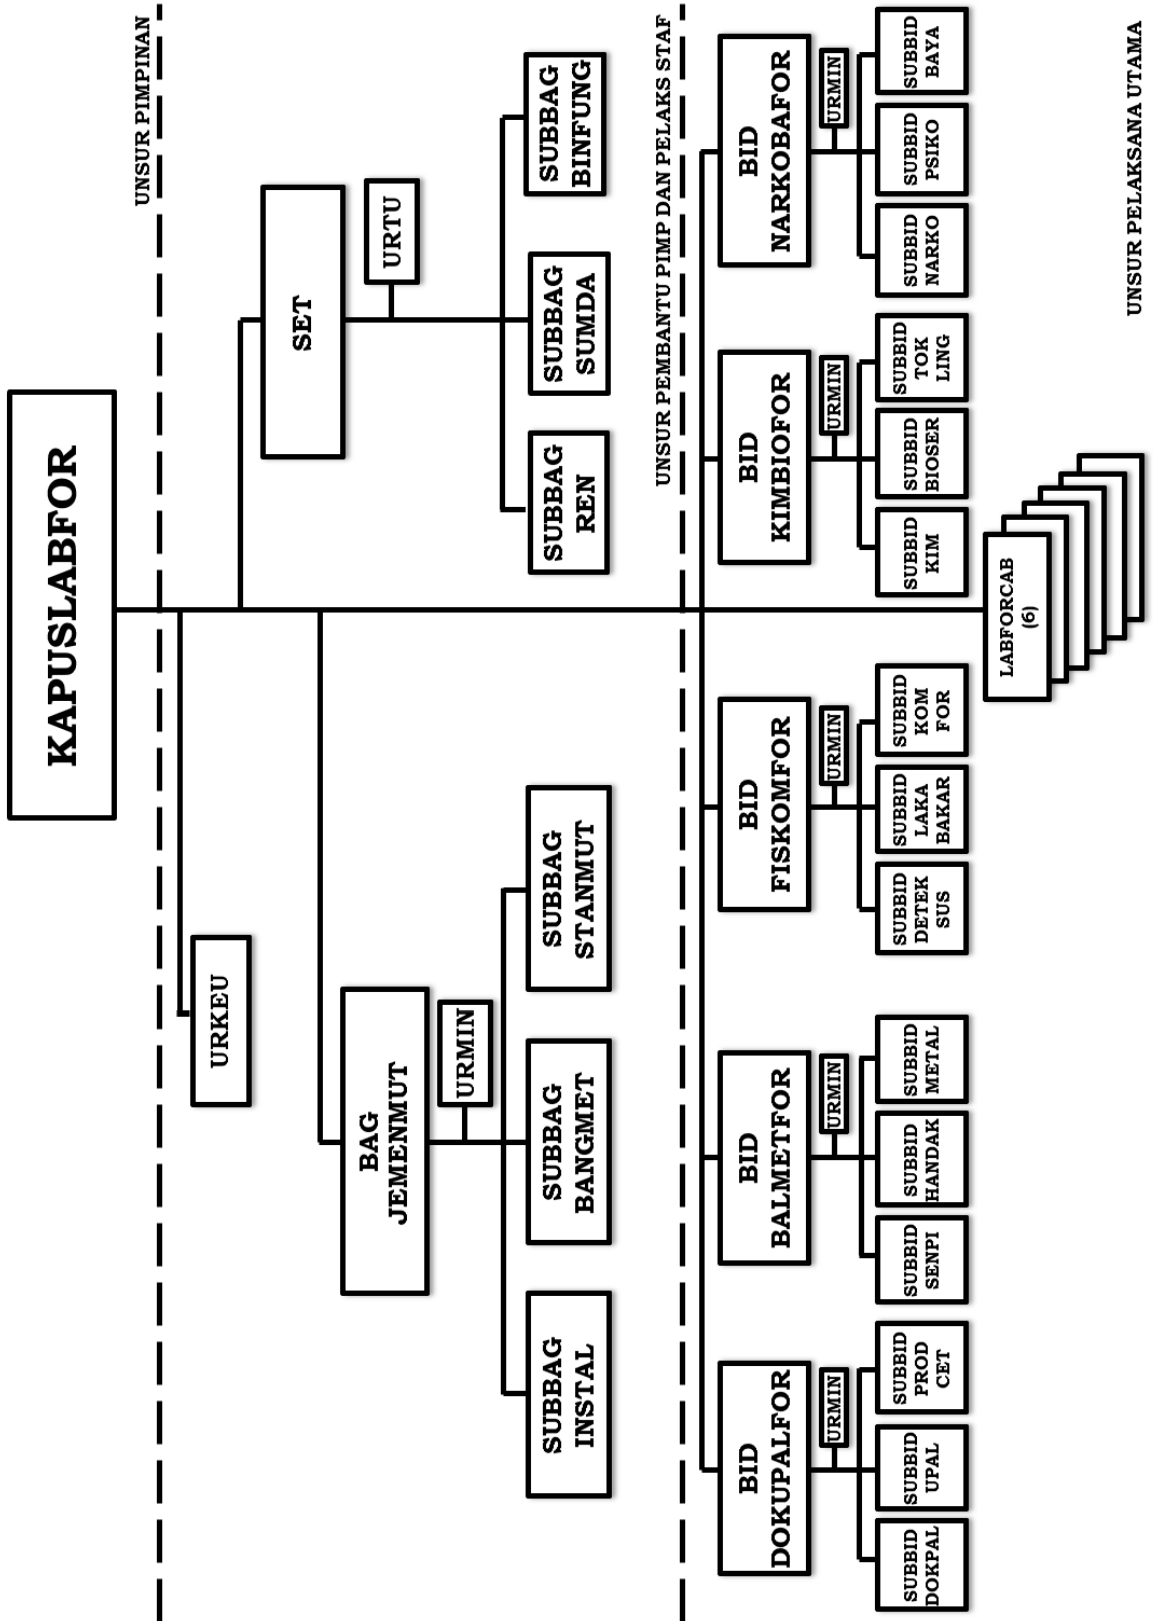 KAPUSLABFOR
UNSUR PIMPINAN
URKEU
SET
URTU
BAG
JEMENMUT
URMIN
SUBBAG
INSTAL
SUBBAG
BANGMET
SUBBAG
STANMUT
SUBBAG
REN
SUBBAG
SUMDA
SUBBAG
BINFUNG
UNSUR PEMBANTU PIMP DAN PELAKS STAF
BID
DOKUPALFOR
BID
BALMETFOR
BID
FISKOMFOR
BID
KIMBIOFOR
BID
NARKOBAFOR
URMIN
URMIN
URMIN
URMIN
URMIN
SUBBID
DOKPAL
SUBBID
UPAL
SUBBID
PROD
CET
SUBBID
SENPI
SUBBID
HANDAK
SUBBID
METAL
SUBBID
DETEK
SUS
SUBBID
LAKA
BAKAR
SUBBID
KOM
FOR
SUBBID
KIM
SUBBID
BIOSER
SUBBID
TOK
LING
SUBBID
NARKO
SUBBID
PSIKO
SUBBID
BAYA
LABFORCAB
(6)
UNSUR PELAKSANA UTAMA